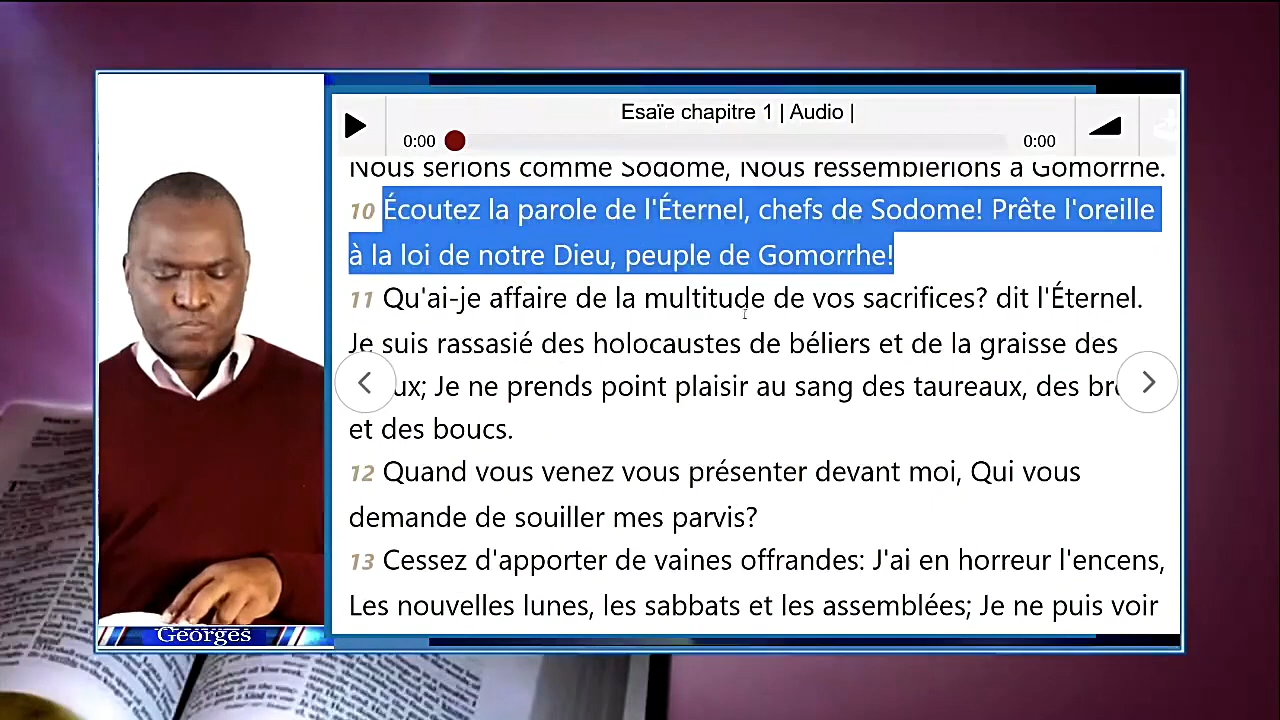 Esaïe chapitre 1 | Audio |
0:00 0:00
Nous serions comme Sodome, Nous ressemblerions à Gomorrhe.
10 Écoutez la parole de l'Éternel, chefs de Sodome! Prête l'oreille
à la loi de notre Dieu, peuple de Gomorrhe!
11 Qu'ai-je affaire de la multitude de vos sacrifices? dit l'Éternel.
Je suis rassasié des holocaustes de béliers et de la graisse des
ux; Je ne prends point plaisir au sang des taureaux, des br
et des boucs.
12 Quand vous venez vous présenter devant moi, Qui vous
demande de souiller mes parvis?
13 Cessez d'apporter de vaines offrandes: J'ai en horreur l'encens,
Les nouvelles lunes, les sabbats et les assemblées; Je ne puis voir
Georges